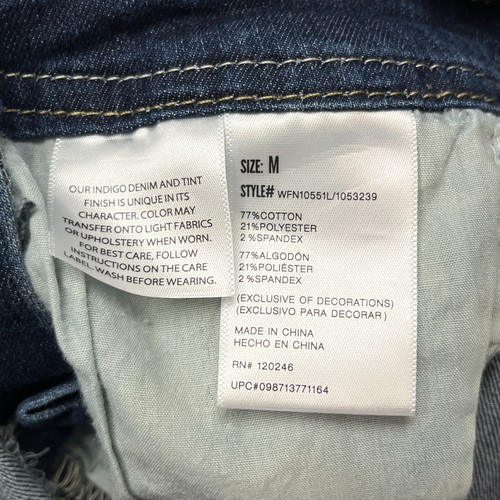 OUR INDIGO DENIM AND TINT
FINISH IS UNIQUE IN ITS
CHARACTER. COLOR MAY
TRANSFER ONTO LIGHT FABRICS
OR UPHOLSTERY WHEN WORN.
FOR BEST CARE, FOLLOW
INSTRUCTIONS ON THE CARE
LABEL. WASH BEFORE WEARING.
SIZE: M
STYLE# WFN10551L/1053239
77%COTTON
21%POLYESTER
2%SPANDEX
77%ALGODÓN
21%POLIÉSTER
2%SPANDEX
(EXCLUSIVE OF DECORATIONS)
(EXCLUSIVO PARA DECORAR)
MADE IN CHINA
HECHO EN CHINA
RN# 120246
UPC#098713771164